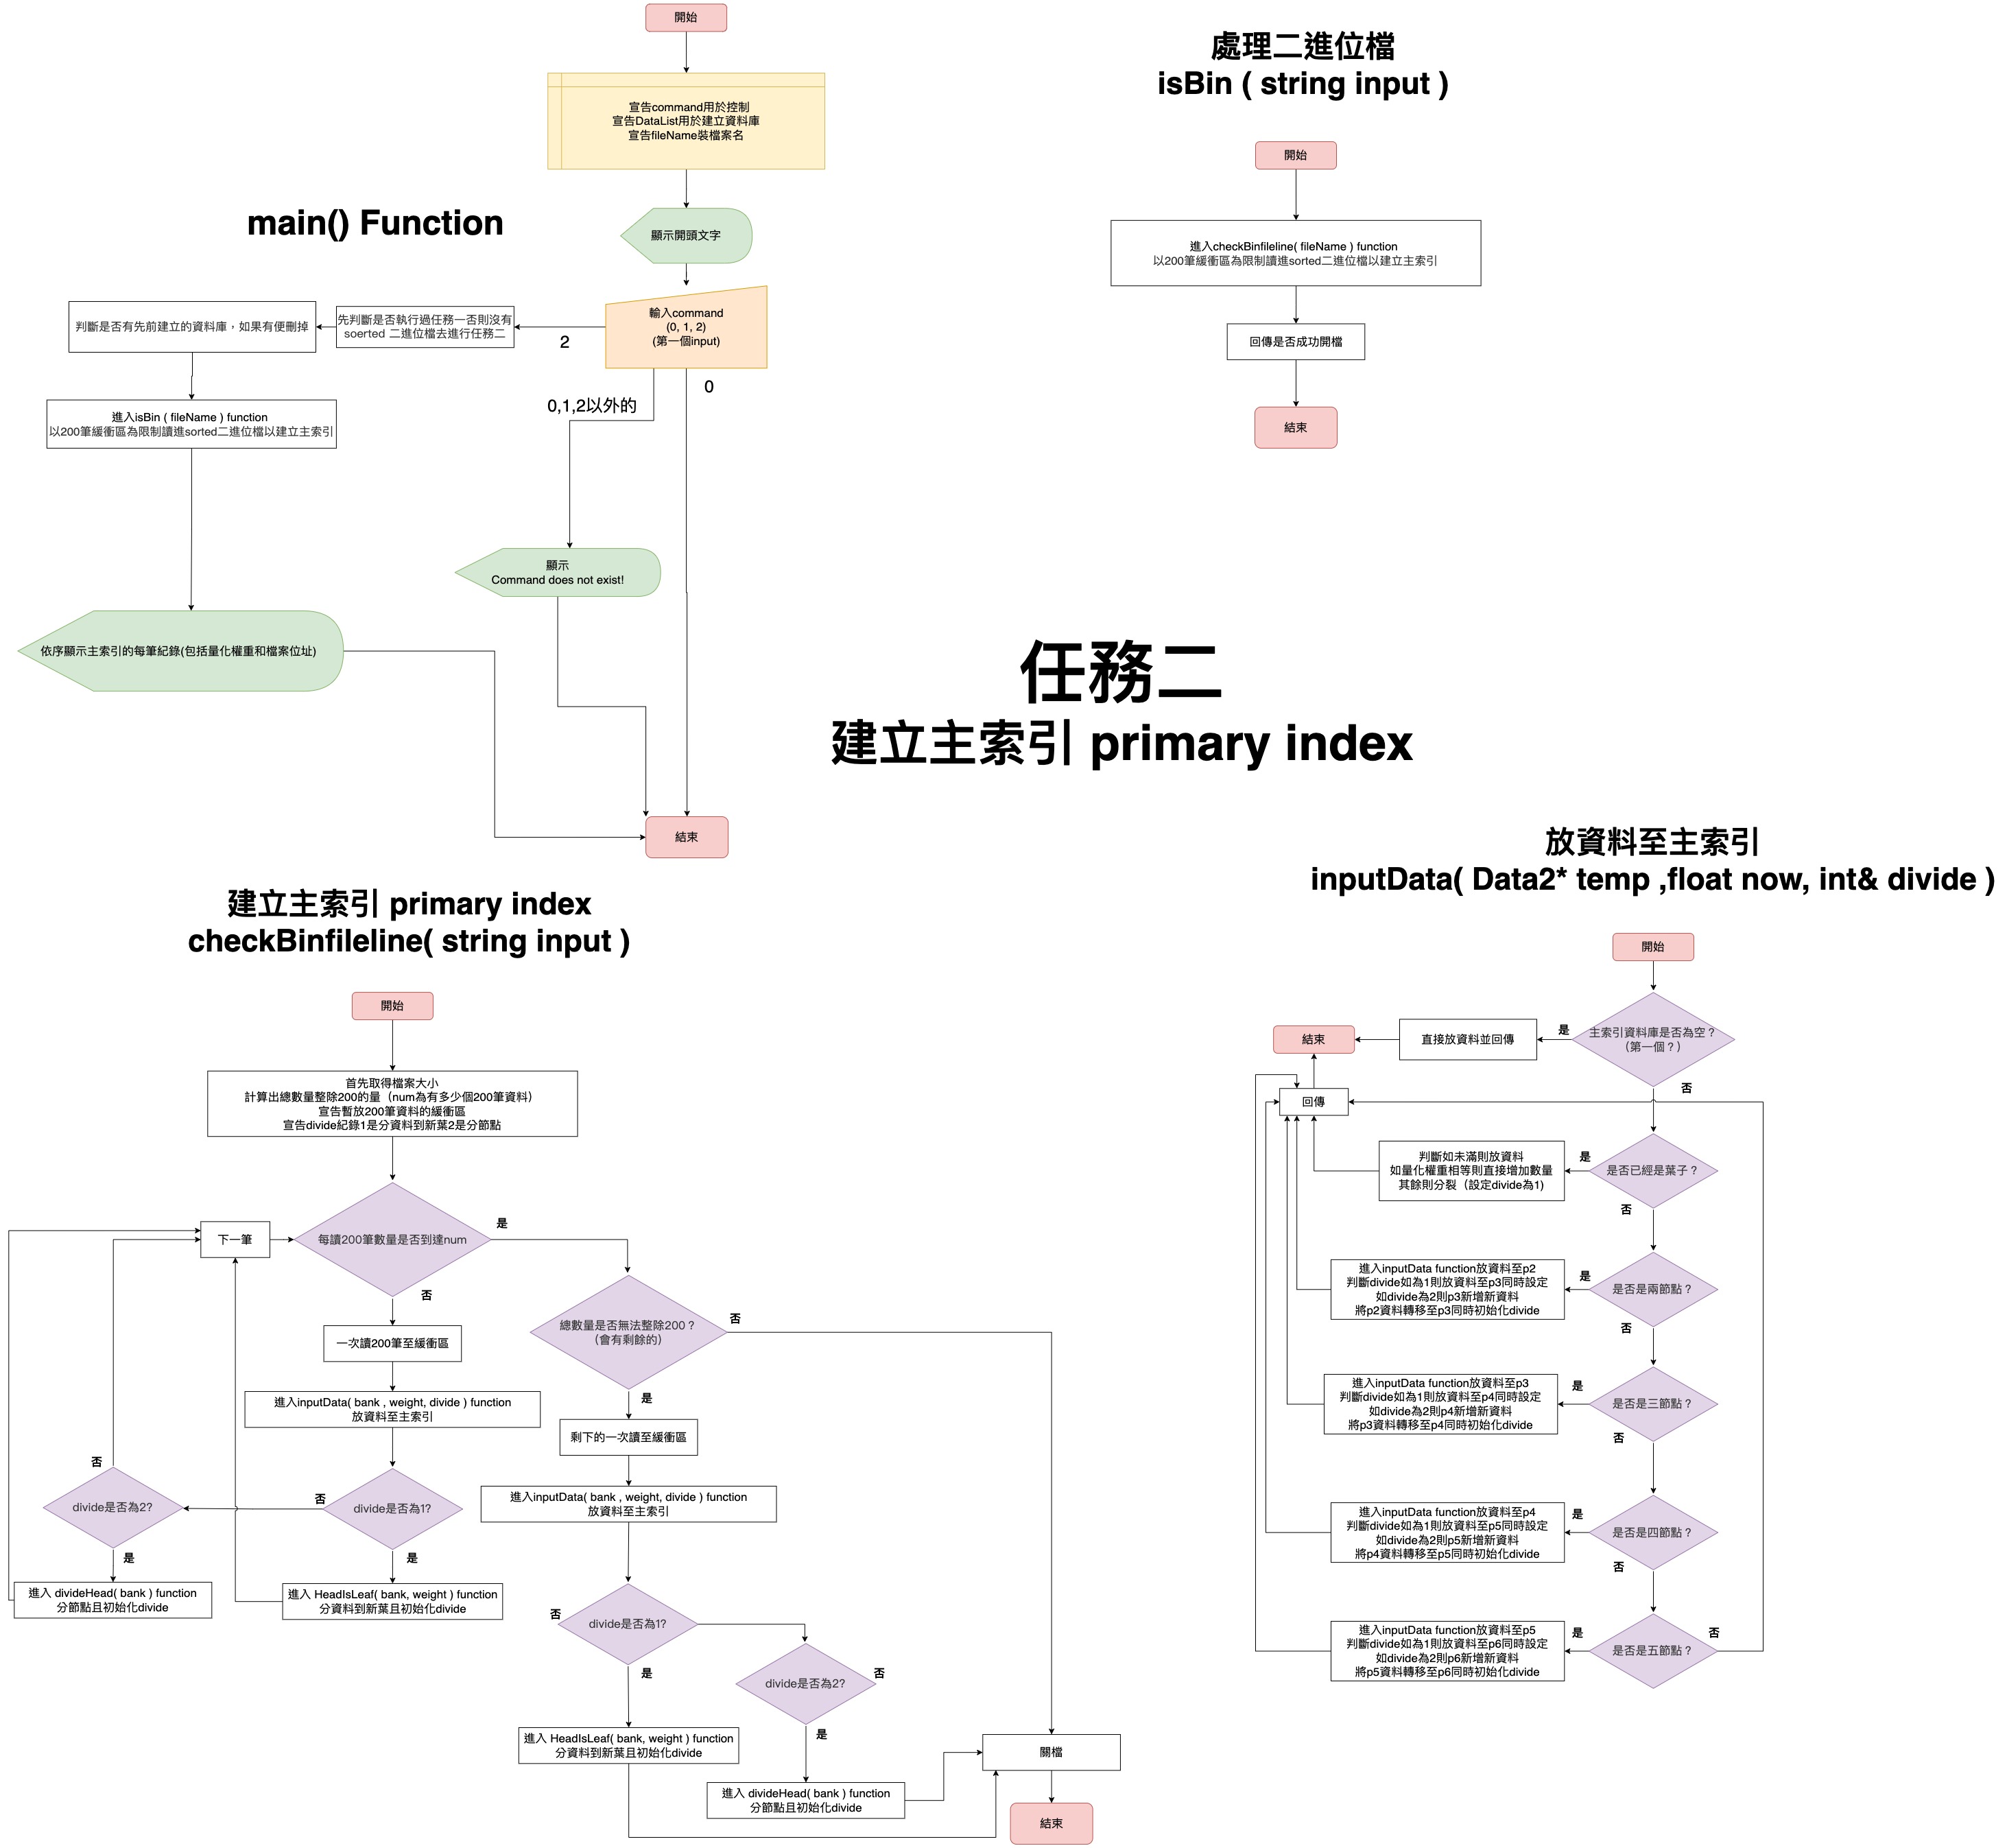 開始
宣告command用於控制
宣告DataList用於建立資料庫
宣告fileName裝檔案名
main() Function
顯示開頭文字
輸入command
(0, 1, 2)
(第一個input)
2
0
0,1,2以外的
先判斷是否執行過任務一否則沒有
soerted 二進位檔去進行任務二
判斷是否有先前建立的資料庫，如果有便刪掉
進入isBin ( fileName ) function
以200筆緩衝區為限制讀進sorted二進位檔以建立主索引
顯示
Command does not exist!
依序顯示主索引的每筆紀錄(包括量化權重和檔案位址)
結束
處理二進位檔
isBin ( string input )
開始
進入checkBinfileline( fileName ) function
以200筆緩衝區為限制讀進sorted二進位檔以建立主索引
回傳是否成功開檔
結束
任務二
建立主索引 primary index
建立主索引 primary index
checkBinfileline( string input )
開始
首先取得檔案大小
計算出總數量整除200的量（num為有多少個200筆資料）
宣告暫放200筆資料的緩衝區
宣告divide紀錄1是分資料到新葉2是分節點
下一筆
每讀200筆數量是否到達num
是
否
一次讀200筆至緩衝區
進入inputData( bank , weight, divide ) function
放資料至主索引
divide是否為1?
否
是
divide是否為2?
否
是
進入 divideHead( bank ) function
分節點且初始化divide
進入 HeadIsLeaf( bank, weight ) function
分資料到新葉且初始化divide
總數量是否無法整除200？
（會有剩餘的）
否
是
剩下的一次讀至緩衝區
進入inputData( bank , weight, divide ) function
放資料至主索引
divide是否為1?
否
是
divide是否為2?
否
是
進入 HeadIsLeaf( bank, weight ) function
分資料到新葉且初始化divide
進入 divideHead( bank ) function
分節點且初始化divide
關檔
結束
放資料至主索引
inputData( Data2* temp ,float now, int& divide )
開始
主索引資料庫是否為空？
（第一個？）
是
否
直接放資料並回傳
結束
回傳
是否已經是葉子？
是
否
判斷如未滿則放資料
如量化權重相等則直接增加數量
其餘則分裂（設定divide為1)
是否是兩節點？
是
否
進入inputData function放資料至p2
判斷divide如為1則放資料至p3同時設定
如divide為2則p3新增新資料
將p2資料轉移至p3同時初始化divide
是否是三節點？
是
否
進入inputData function放資料至p3
判斷divide如為1則放資料至p4同時設定
如divide為2則p4新增新資料
將p3資料轉移至p4同時初始化divide
是否是四節點？
是
否
進入inputData function放資料至p4
判斷divide如為1則放資料至p5同時設定
如divide為2則p5新增新資料
將p4資料轉移至p5同時初始化divide
是否是五節點？
是
否
進入inputData function放資料至p5
判斷divide如為1則放資料至p6同時設定
如divide為2則p6新增新資料
將p5資料轉移至p6同時初始化divide